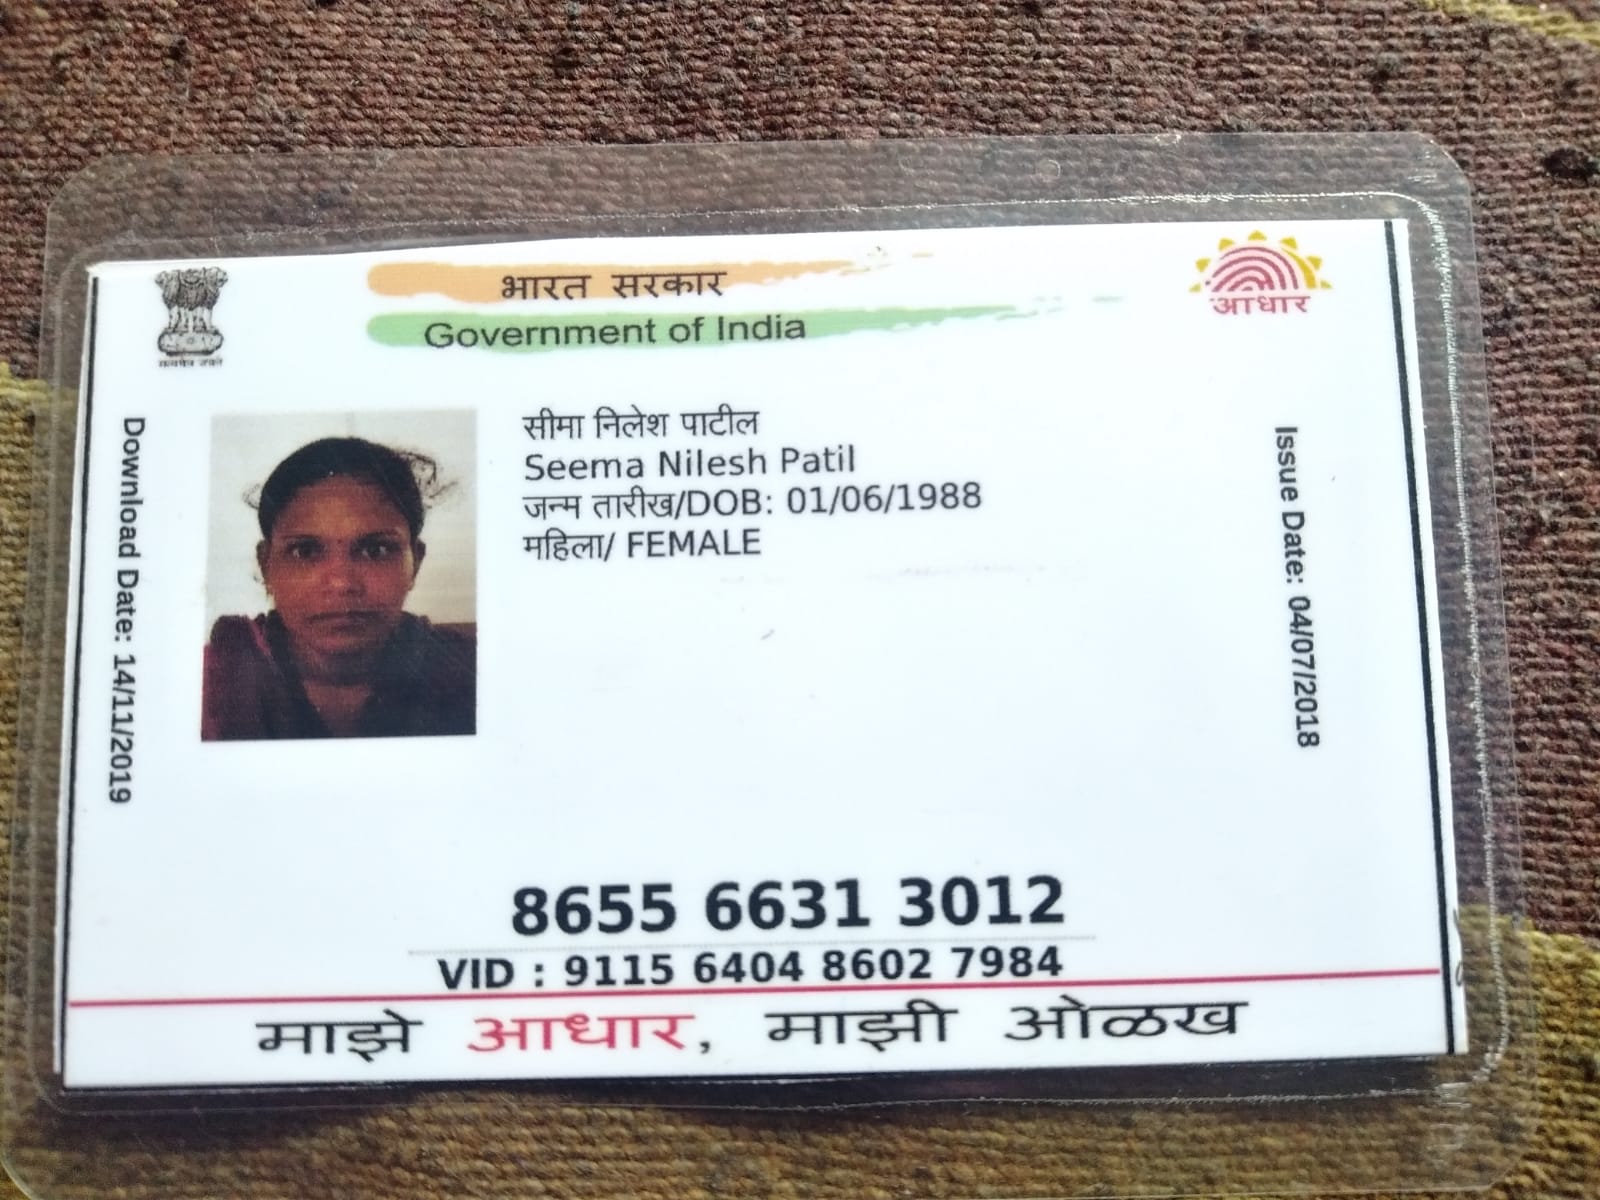 भारत सरकार
Government of India
आधार
सत्यमेव जयते
Download Date: 14/11/2019
सीमा निलेश पाटील
Seema Nilesh Patil
जन्म तारीख/DOB: 01/06/1988
महिला/ FEMALE
Issue Date: 04/07/2018
8655 6631 3012
VID : 9115 6404 8602 7984
माझे आधार, माझी ओळख